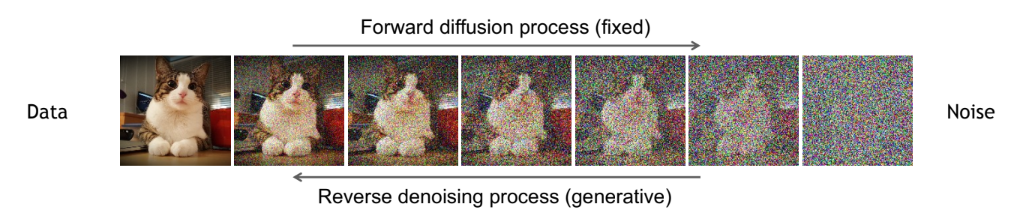 Forward diffusion process (fixed)
Data
Noise
Reverse denoising process (generative)